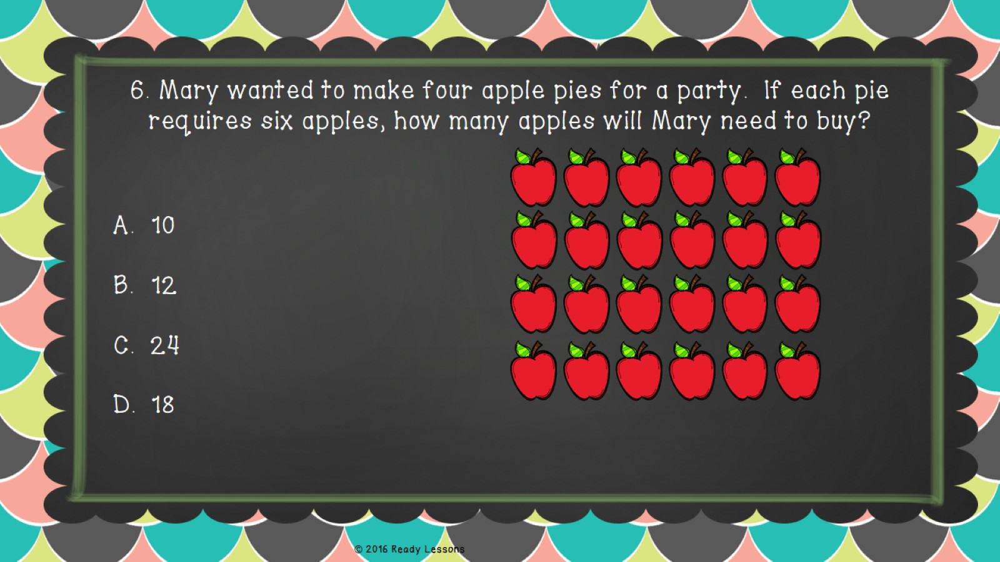 6. Mary wanted to make four apple pies for a party. If each pie
requires six apples, how many apples will Mary need to buy?
A. 10
B. 12
C. 24
D. 18
© 2016 Ready Lessons